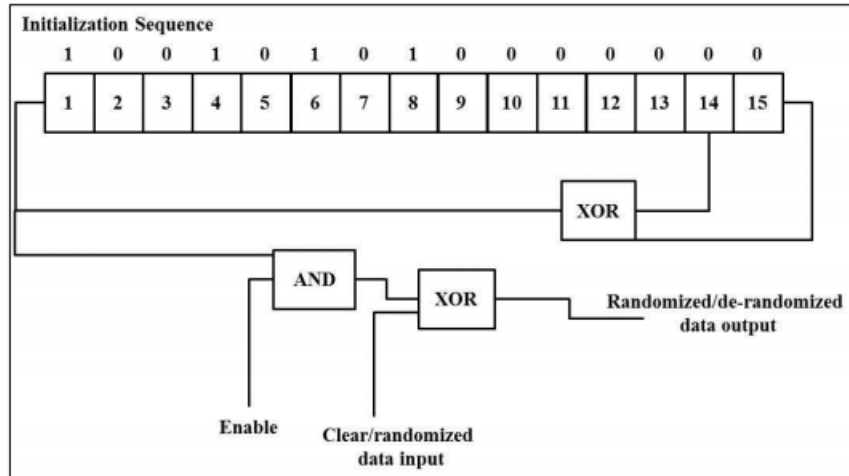 Initialization Sequence
1 0 0 1 0 1 0 1 0 0 0 0 0 0 0
1 2 3 4 5 6 7 8 9 10 11 12 13 14 15
XOR
AND
XOR
Randomized/de-randomized
data output
Enable
Clear/randomized
data input